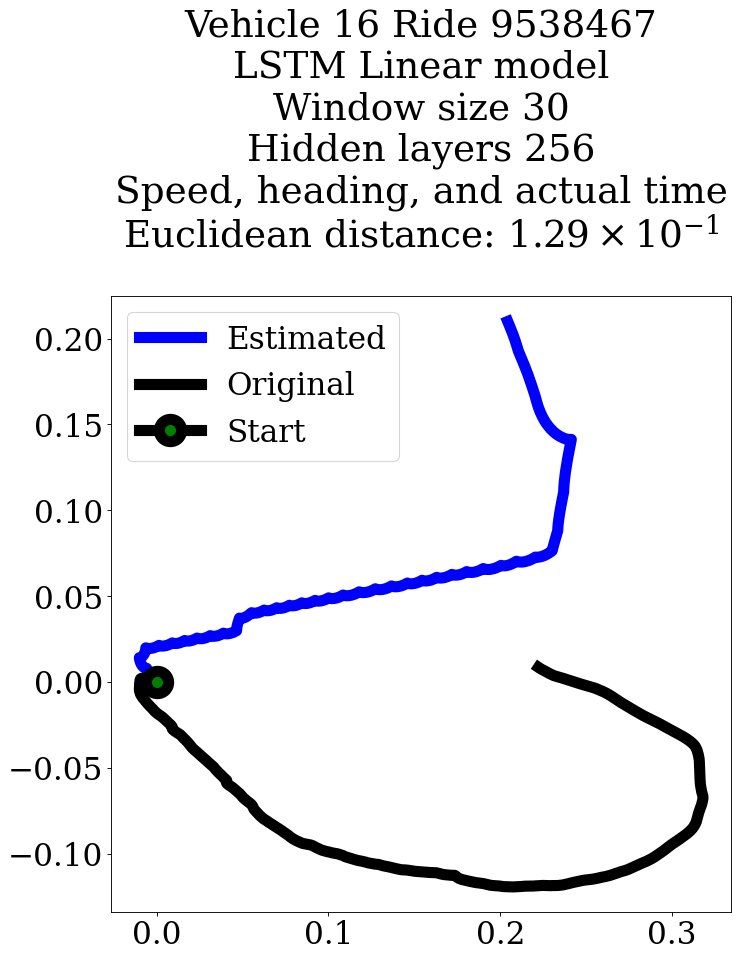 Vehicle 16 Ride 9538467
LSTM Linear model
Window size 30
Hidden layers 256
Speed, heading, and actual time
Euclidean distance: 1.29 × 10⁻¹
Estimated
Original
Start
0.20
0.15
0.10
0.05
0.00
−0.05
−0.10
0.0 0.1 0.2 0.3